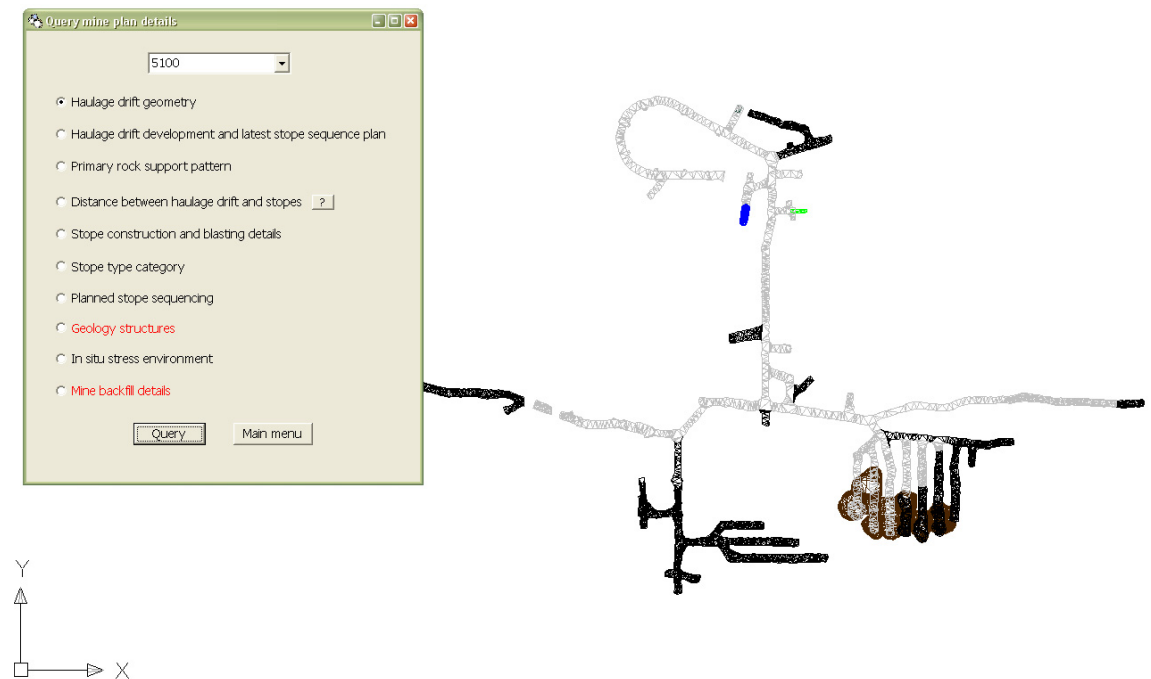 Query mine plan details
5100
Haulage drift geometry
Haulage drift development and latest stope sequence plan
Primary rock support pattern
Distance between haulage drift and stopes ?
Stope construction and blasting details
Stope type category
Planned stope sequencing
Geology structures
In situ stress environment
Mine backfill details
Query Main menu
Y
X